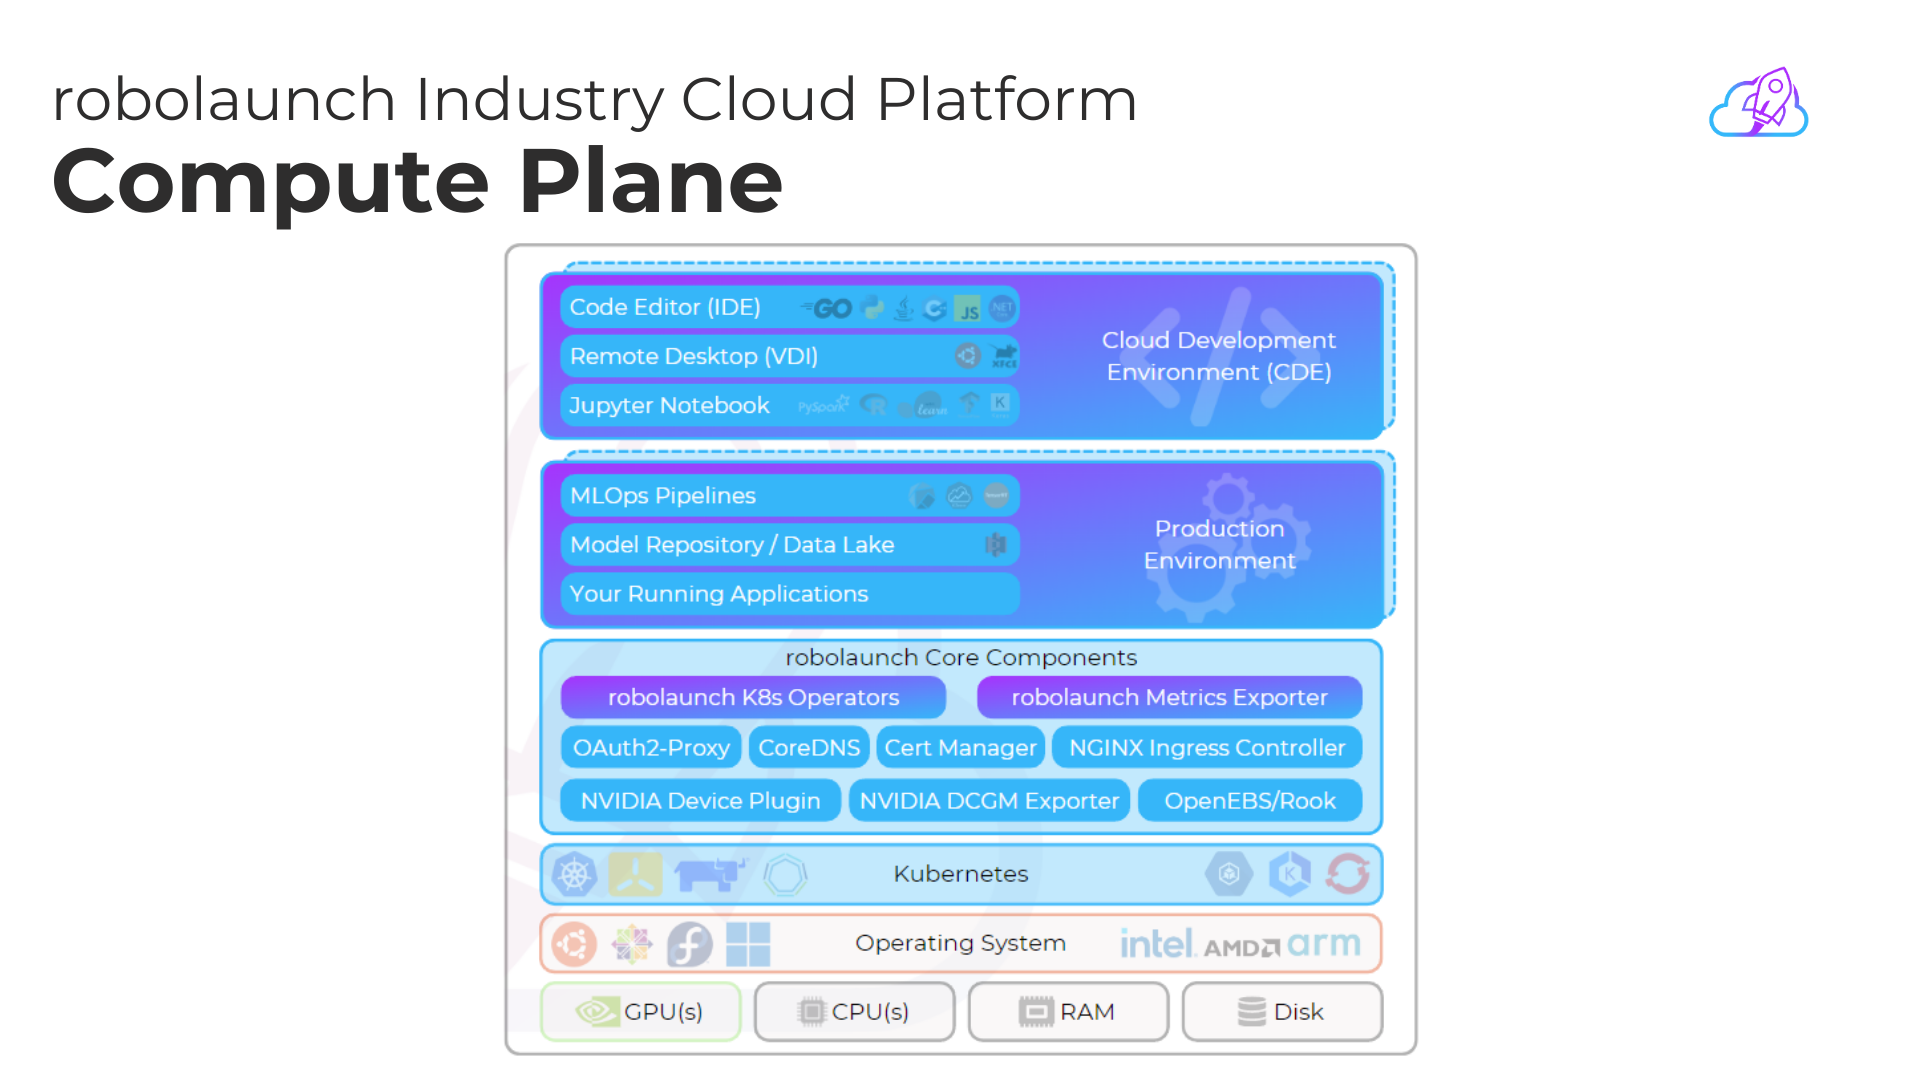 robolaunch Industry Cloud Platform
Compute Plane
Code Editor (IDE)
GO
JS
.NET
Remote Desktop (VDI)
XFCE
Jupyter Notebook
PySpark
R
learn
K
Cloud Development
Environment (CDE)
MLOps Pipelines
Model Repository / Data Lake
Your Running Applications
Production
Environment
robolaunch Core Components
robolaunch K8s Operators
robolaunch Metrics Exporter
OAuth2-Proxy
CoreDNS
Cert Manager
NGINX Ingress Controller
NVIDIA Device Plugin
NVIDIA DCGM Exporter
OpenEBS/Rook
Kubernetes
K
Operating System
intel.
AMD
arm
GPU(s)
CPU(s)
RAM
Disk